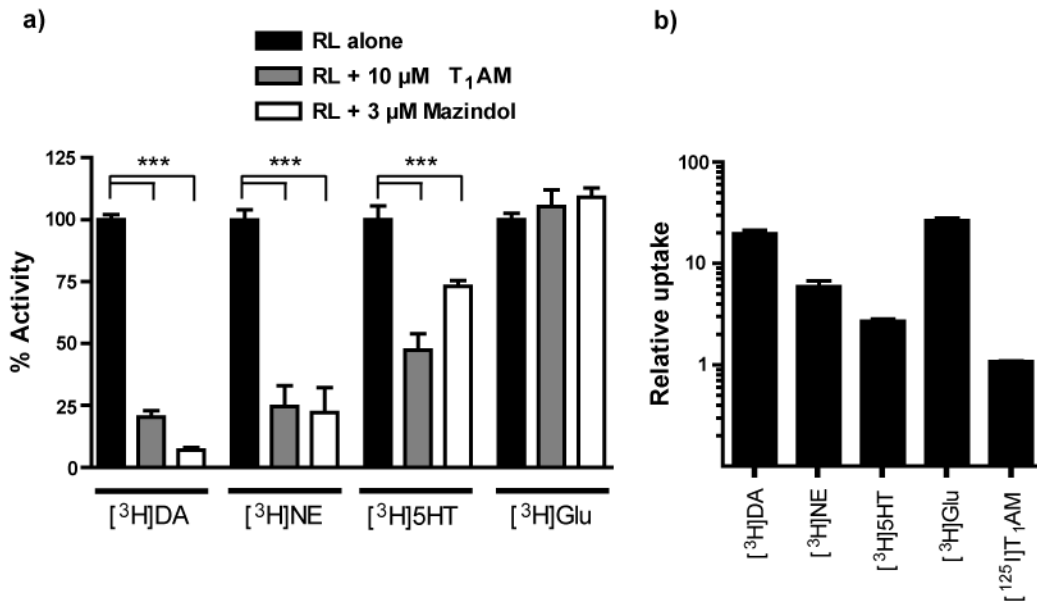 a)
RL alone
RL + 10 µM T₁AM
RL + 3 µM Mazindol
% Activity
125
100
75
50
25
0
***
***
***
[³H]DA
[³H]NE
[³H]5HT
[³H]Glu
b)
Relative uptake
100
10
1
[³H]DA
[³H]NE
[³H]5HT
[³H]Glu
[¹²⁵I]T₁AM